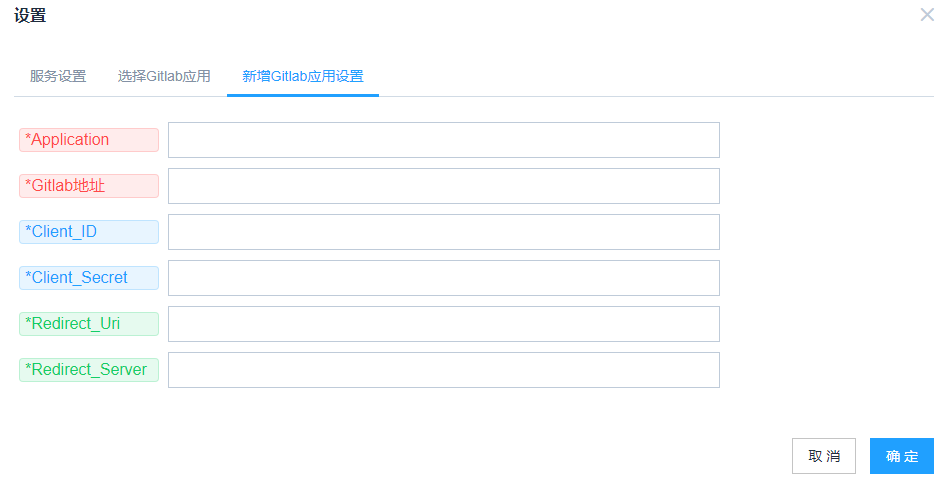 设置
服务设置 选择Gitlab应用 新增Gitlab应用设置
*Application
*Gitlab地址
*Client_ID
*Client_Secret
*Redirect_Uri
*Redirect_Server
取 消 确 定